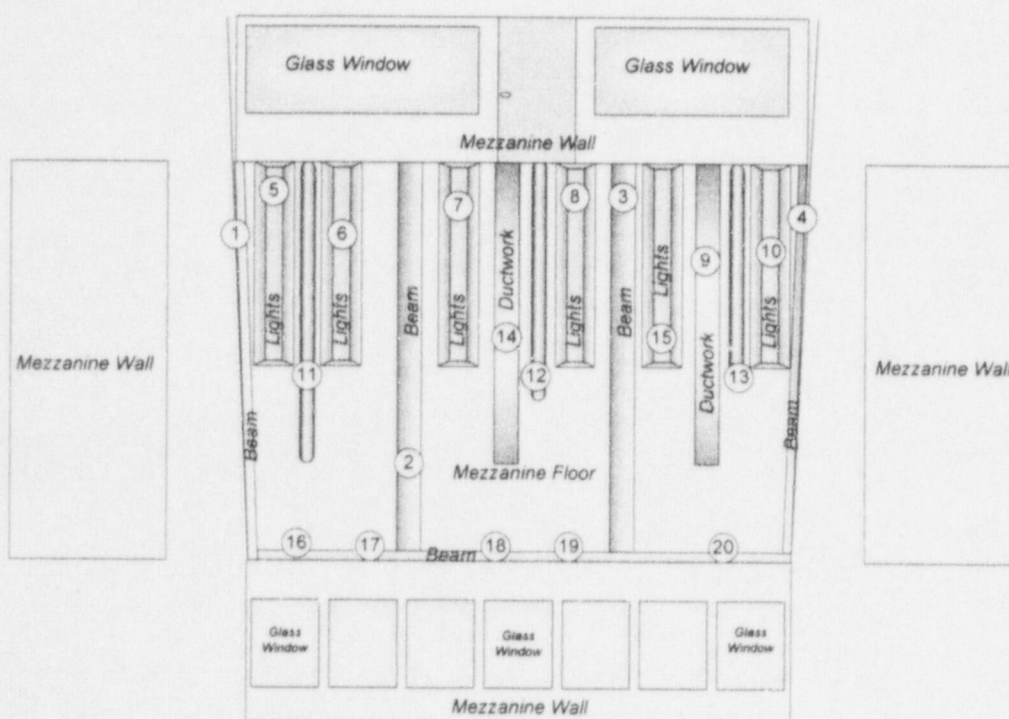 Glass Window
Glass Window
Mezzanine Wall
5
8
3
7
4
1
6
10
9
Lights
Lights
Beam
Lights
Ductwork
Lights
Beam
Lights
Ductwork
Lights
14
15
Mezzanine Wall
Mezzanine Wall
11
12
13
Beam
Beam
2
Mezzanine Floor
16
17
Beam
18
19
20
Glass
Window
Glass
Window
Glass
Window
Mezzanine Wall